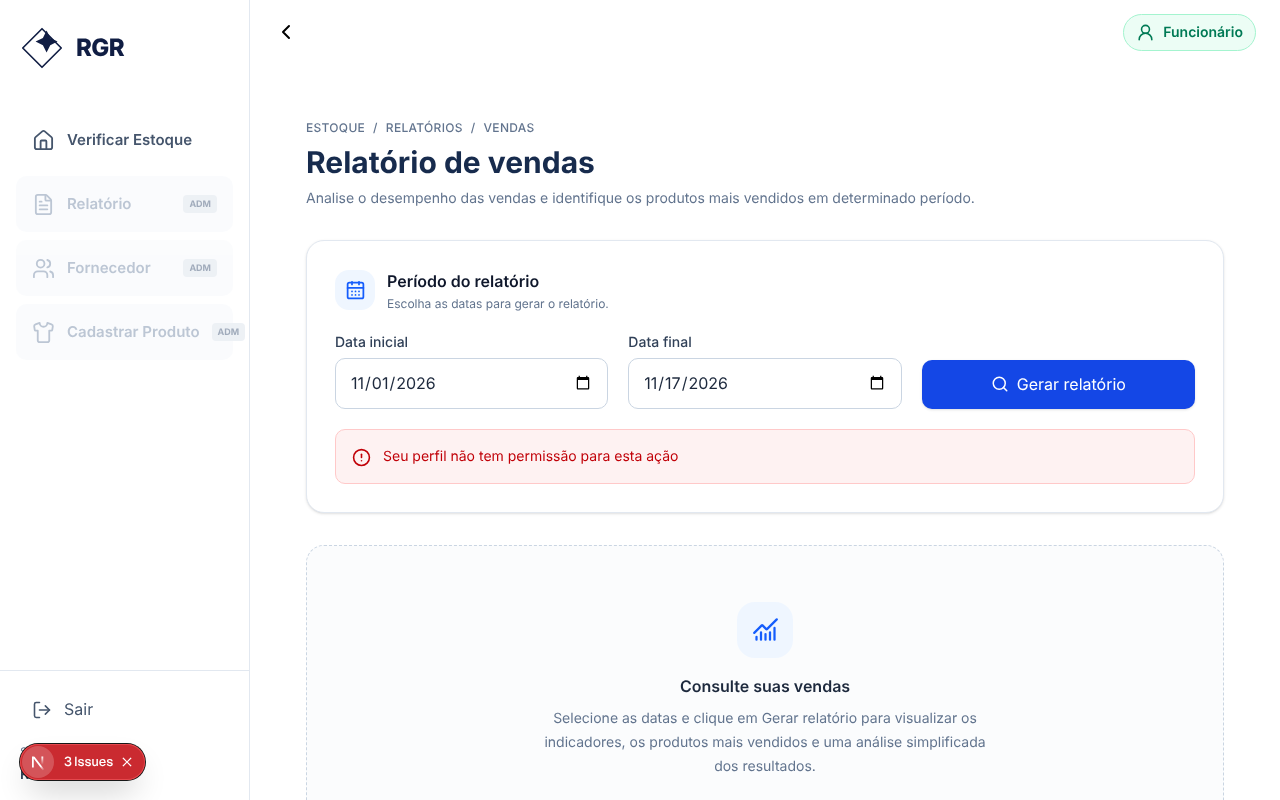 RGR
Funcionário
Verificar Estoque
Relatório ADM
Fornecedor ADM
Cadastrar Produto ADM
ESTOQUE / RELATÓRIOS / VENDAS
Relatório de vendas
Analise o desempenho das vendas e identifique os produtos mais vendidos em determinado período.
Período do relatório
Escolha as datas para gerar o relatório.
Data inicial
Data final
11/01/2026
11/17/2026
Gerar relatório
Seu perfil não tem permissão para esta ação
Consulte suas vendas
Selecione as datas e clique em Gerar relatório para visualizar os
indicadores, os produtos mais vendidos e uma análise simplificada
dos resultados.
Sair
N 3 Issues